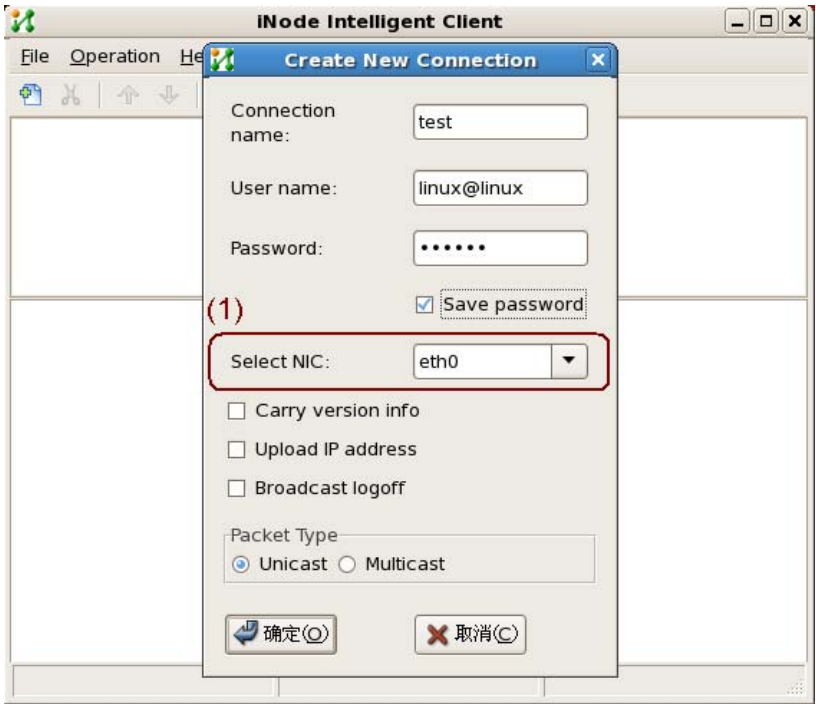 iNode Intelligent Client
File Operation He
Create New Connection
Connection name:
test
User name:
linux@linux
Password:
••••••
Save password
(1)
Select NIC:
eth0
Carry version info
Upload IP address
Broadcast logoff
Packet Type
Unicast Multicast
确定(O) 取消(C)